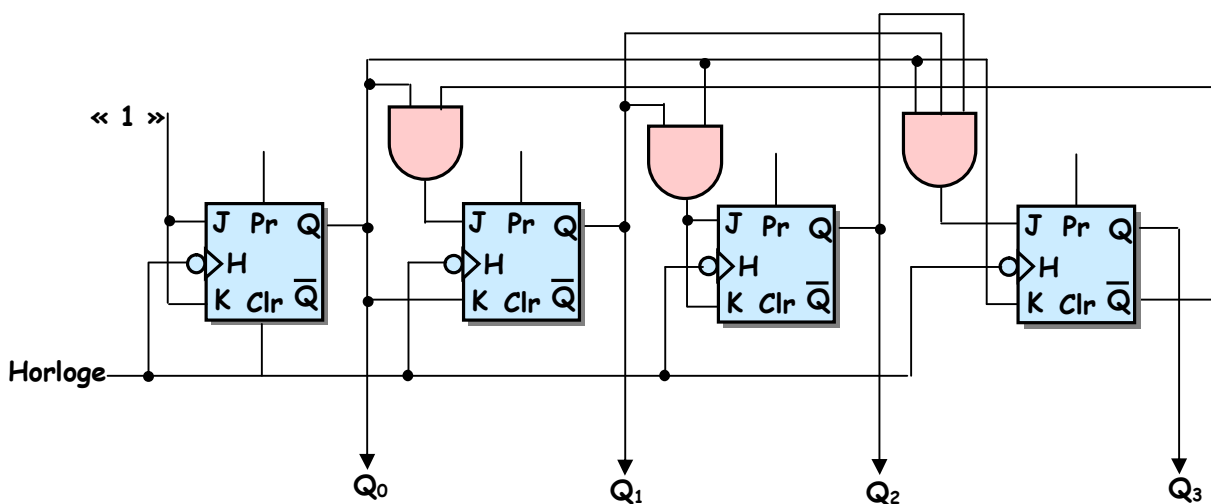 « 1 »
J Pr Q
H
K Clr Q̅
J Pr Q
H
K Clr Q̅
J Pr Q
H
K Clr Q̅
J Pr Q
H
K Clr Q̅
Horloge
Q₀
Q₁
Q₂
Q₃